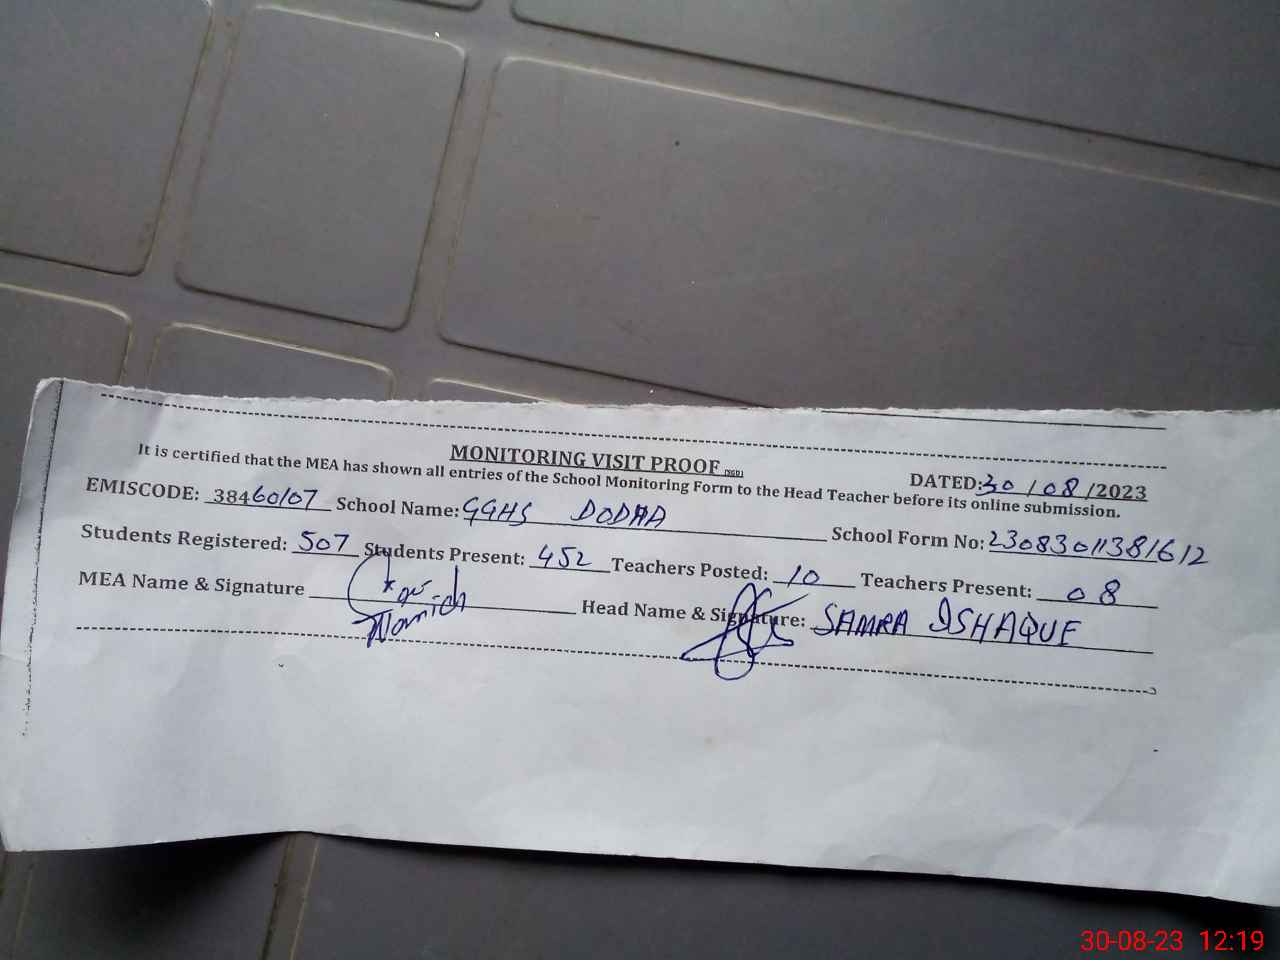 MONITORING VISIT PROOF (SGD)
DATED: 30/08/2023
It is certified that the MEA has shown all entries of the School Monitoring Form to the Head Teacher before its online submission.
EMISCODE: 38460107 School Name: GGHS DODHA School Form No: 23083011381612
Students Registered: 507 Students Present: 452 Teachers Posted: 10 Teachers Present: 08
MEA Name & Signature Head Name & Signature: SAMRA ISHAQUE
30-08-23 12:19